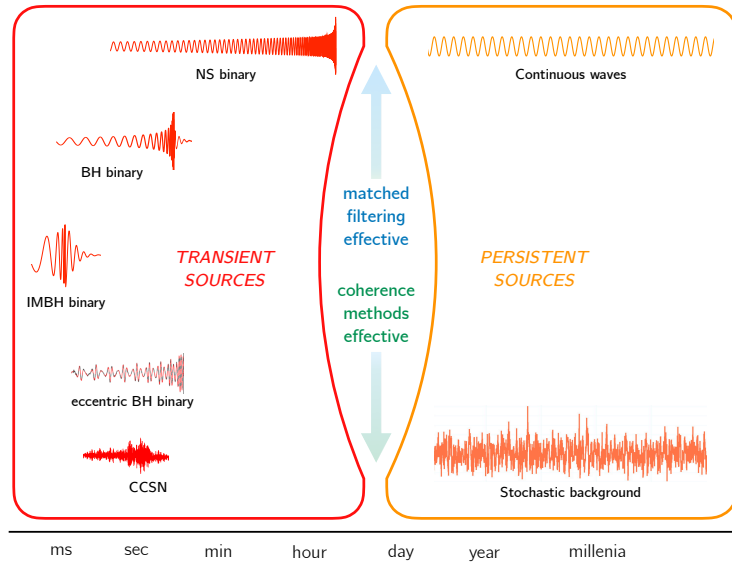 NS binary
Continuous waves
BH binary
matched
filtering
effective
TRANSIENT
SOURCES
PERSISTENT
SOURCES
IMBH binary
coherence
methods
effective
eccentric BH binary
CCSN
Stochastic background
ms sec min hour day year millenia